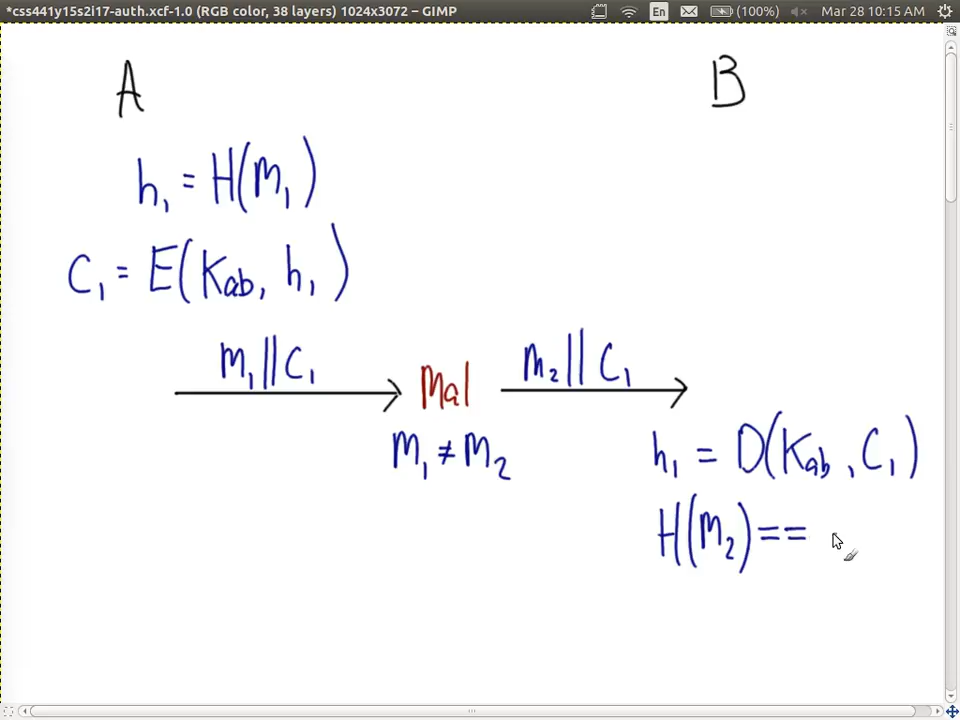 *css441y15s2i17-auth.xcf-1.0 (RGB color, 38 layers) 1024x3072 – GIMP En (100%) Mar 28 10:15 AM
A B
h₁ = H(M₁)
C₁ = E(Kab, h₁)
M₁||C₁ Mal M₂||C₁
M₁ ≠ M₂
h₁ = D(Kab, C₁)
H(M₂) ==